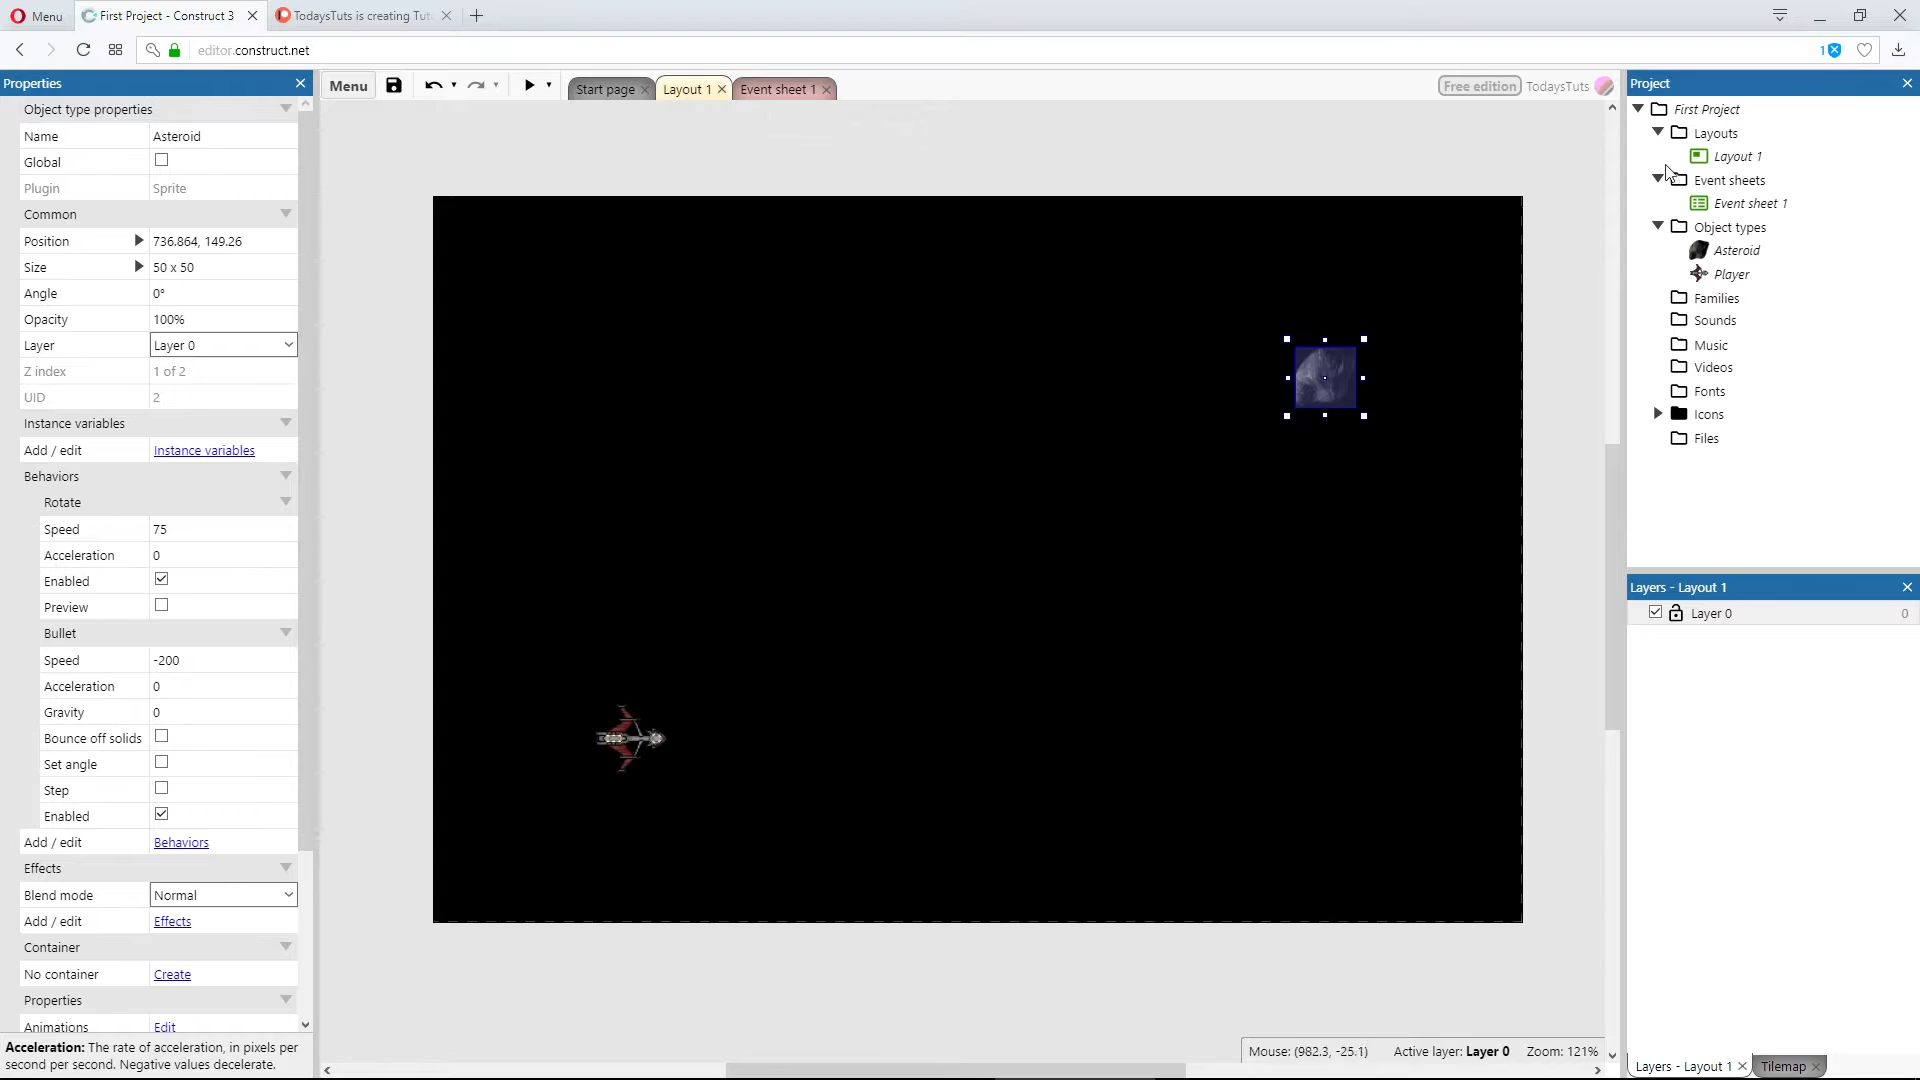 Menu
First Project - Construct 3
TodaysTuts is creating Tut
editor.construct.net
1
Properties
Object type properties
Name Asteroid
Global
Plugin Sprite
Common
Position 736.864, 149.26
Size 50 x 50
Angle 0°
Opacity 100%
Layer Layer 0
Z index 1 of 2
UID 2
Instance variables
Add / edit Instance variables
Behaviors
Rotate
Speed 75
Acceleration 0
Enabled
Preview
Bullet
Speed -200
Acceleration 0
Gravity 0
Bounce off solids
Set angle
Step
Enabled
Add / edit Behaviors
Effects
Blend mode Normal
Add / edit Effects
Container
No container Create
Properties
Animations Edit
Acceleration: The rate of acceleration, in pixels per
second per second. Negative values decelerate.
Menu
Start page
Layout 1
Event sheet 1
Free edition TodaysTuts
Mouse: (982.3, -25.1) Active layer: Layer 0 Zoom: 121%
Project
First Project
Layouts
Layout 1
Event sheets
Event sheet 1
Object types
Asteroid
Player
Families
Sounds
Music
Videos
Fonts
Icons
Files
Layers - Layout 1
Layer 0 0
Layers - Layout 1
Tilemap